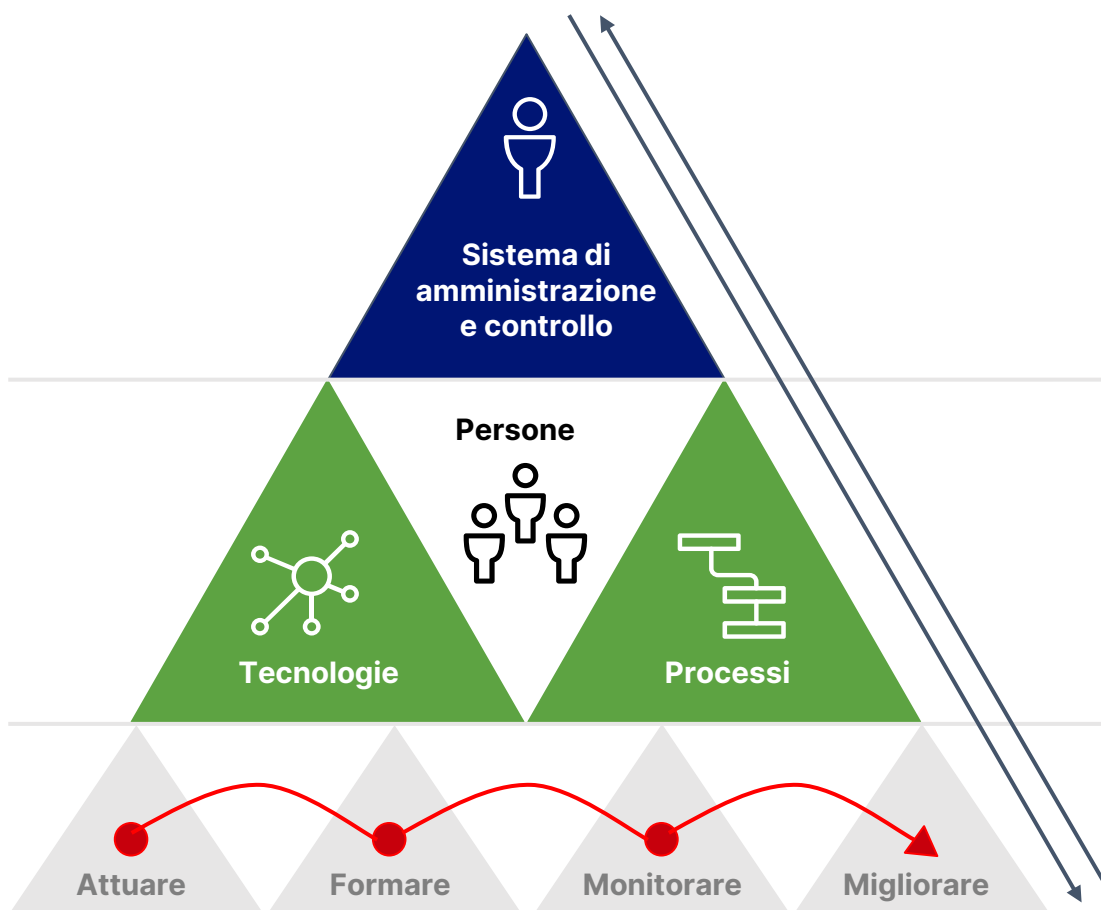 Sistema di
amministrazione
e controllo
Persone
Tecnologie
Processi
Attuare
Formare
Monitorare
Migliorare